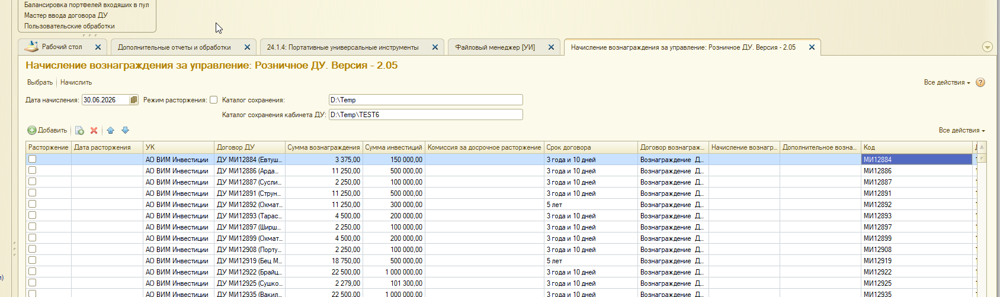 Балансировка портфелей входящих в пул
Мастер ввода договора ДУ
Пользовательские обработки
Рабочий стол Дополнительные отчеты и обработки 24.1.4: Портативные универсальные инструменты Файловый менеджер [УИ] Начисление вознаграждения за управление: Розничное ДУ. Версия - 2.05
Начисление вознаграждения за управление: Розничное ДУ. Версия - 2.05
Выбрать Начислить Все действия
Дата начисления: 30.06.2026 Режим расторжения: Каталог сохранения: D:\Temp
Каталог сохранения кабинета ДУ: D:\Temp\TEST6
Добавить Все действия
Расторжение Дата расторжения УК Договор ДУ Сумма вознаграждения Сумма инвестиций Комиссия за досрочное расторжение Срок договора Договор вознаграж... Начисление вознагр... Дополнительное возна... Код
АО ВИМ Инвестиции ДУ МИ12884 (Евтуш... 3 375,00 150 000,00 3 года и 10 дней Вознаграждение Д... МИ12884
АО ВИМ Инвестиции ДУ МИ12886 (Арда... 11 250,00 500 000,00 3 года и 10 дней Вознаграждение Д... МИ12886
АО ВИМ Инвестиции ДУ МИ12887 (Сусли... 2 250,00 100 000,00 3 года и 10 дней Вознаграждение Д... МИ12887
АО ВИМ Инвестиции ДУ МИ12891 (Струн... 11 250,00 500 000,00 3 года и 10 дней Вознаграждение Д... МИ12891
АО ВИМ Инвестиции ДУ МИ12892 (Охмат... 11 250,00 300 000,00 5 лет Вознаграждение Д... МИ12892
АО ВИМ Инвестиции ДУ МИ12893 (Тарас... 4 500,00 200 000,00 3 года и 10 дней Вознаграждение Д... МИ12893
АО ВИМ Инвестиции ДУ МИ12897 (Ширш... 2 250,00 100 000,00 3 года и 10 дней Вознаграждение Д... МИ12897
АО ВИМ Инвестиции ДУ МИ12899 (Охмат... 4 500,00 200 000,00 3 года и 10 дней Вознаграждение Д... МИ12899
АО ВИМ Инвестиции ДУ МИ12908 (Порту... 2 250,00 100 000,00 3 года и 10 дней Вознаграждение Д... МИ12908
АО ВИМ Инвестиции ДУ МИ12919 (Бец М... 18 750,00 500 000,00 5 лет Вознаграждение Д... МИ12919
АО ВИМ Инвестиции ДУ МИ12922 (Брайц... 22 500,00 1 000 000,00 3 года и 10 дней Вознаграждение Д... МИ12922
АО ВИМ Инвестиции ДУ МИ12925 (Сушко... 2 279,00 101 300,00 3 года и 10 дней Вознаграждение Д... МИ12925
АО ВИМ Инвестиции ДУ МИ12935 (Вакил... 22 500,00 1 000 000,00 3 года и 10 дней Вознаграждение Д... МИ12935